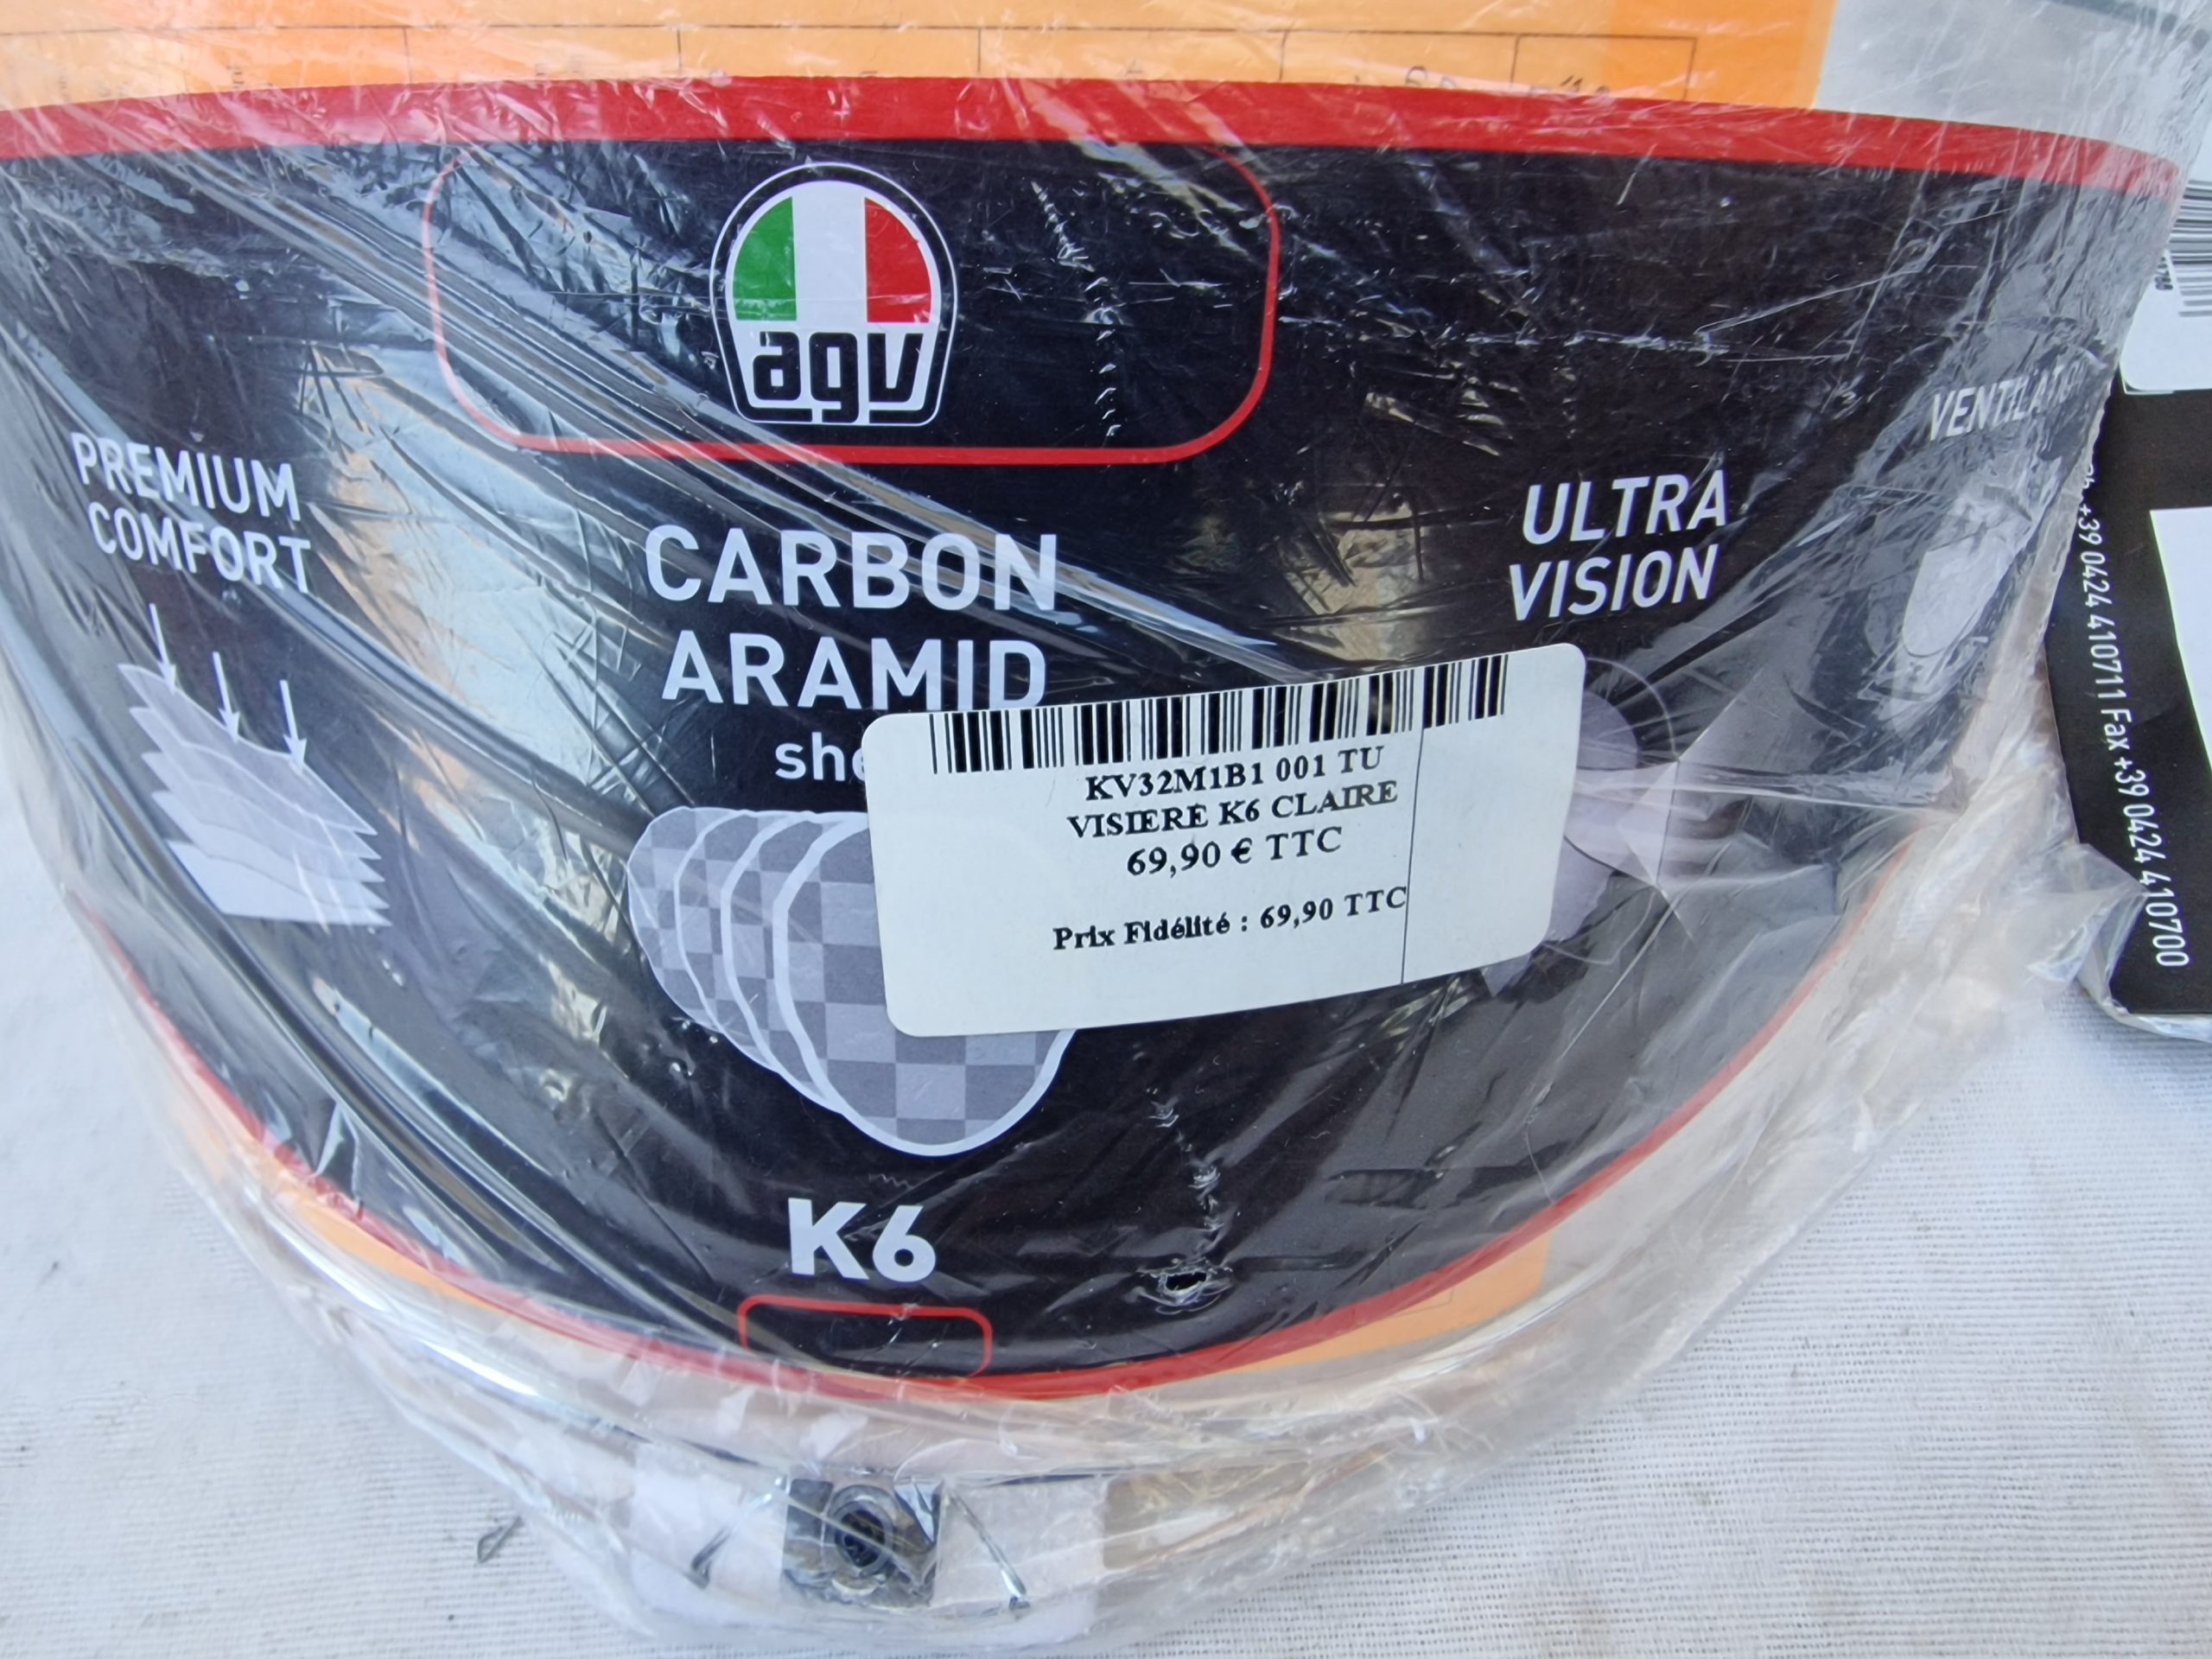 agv
PREMIUM
COMFORT
CARBON
ARAMID
ULTRA
VISION
KV32M1B1 001 TU
VISIERE K6 CLAIRE
69,90 € TTC
Prix Fidélité : 69,90 TTC
K6
+39 0424 410711 Fax +39 0424 410700